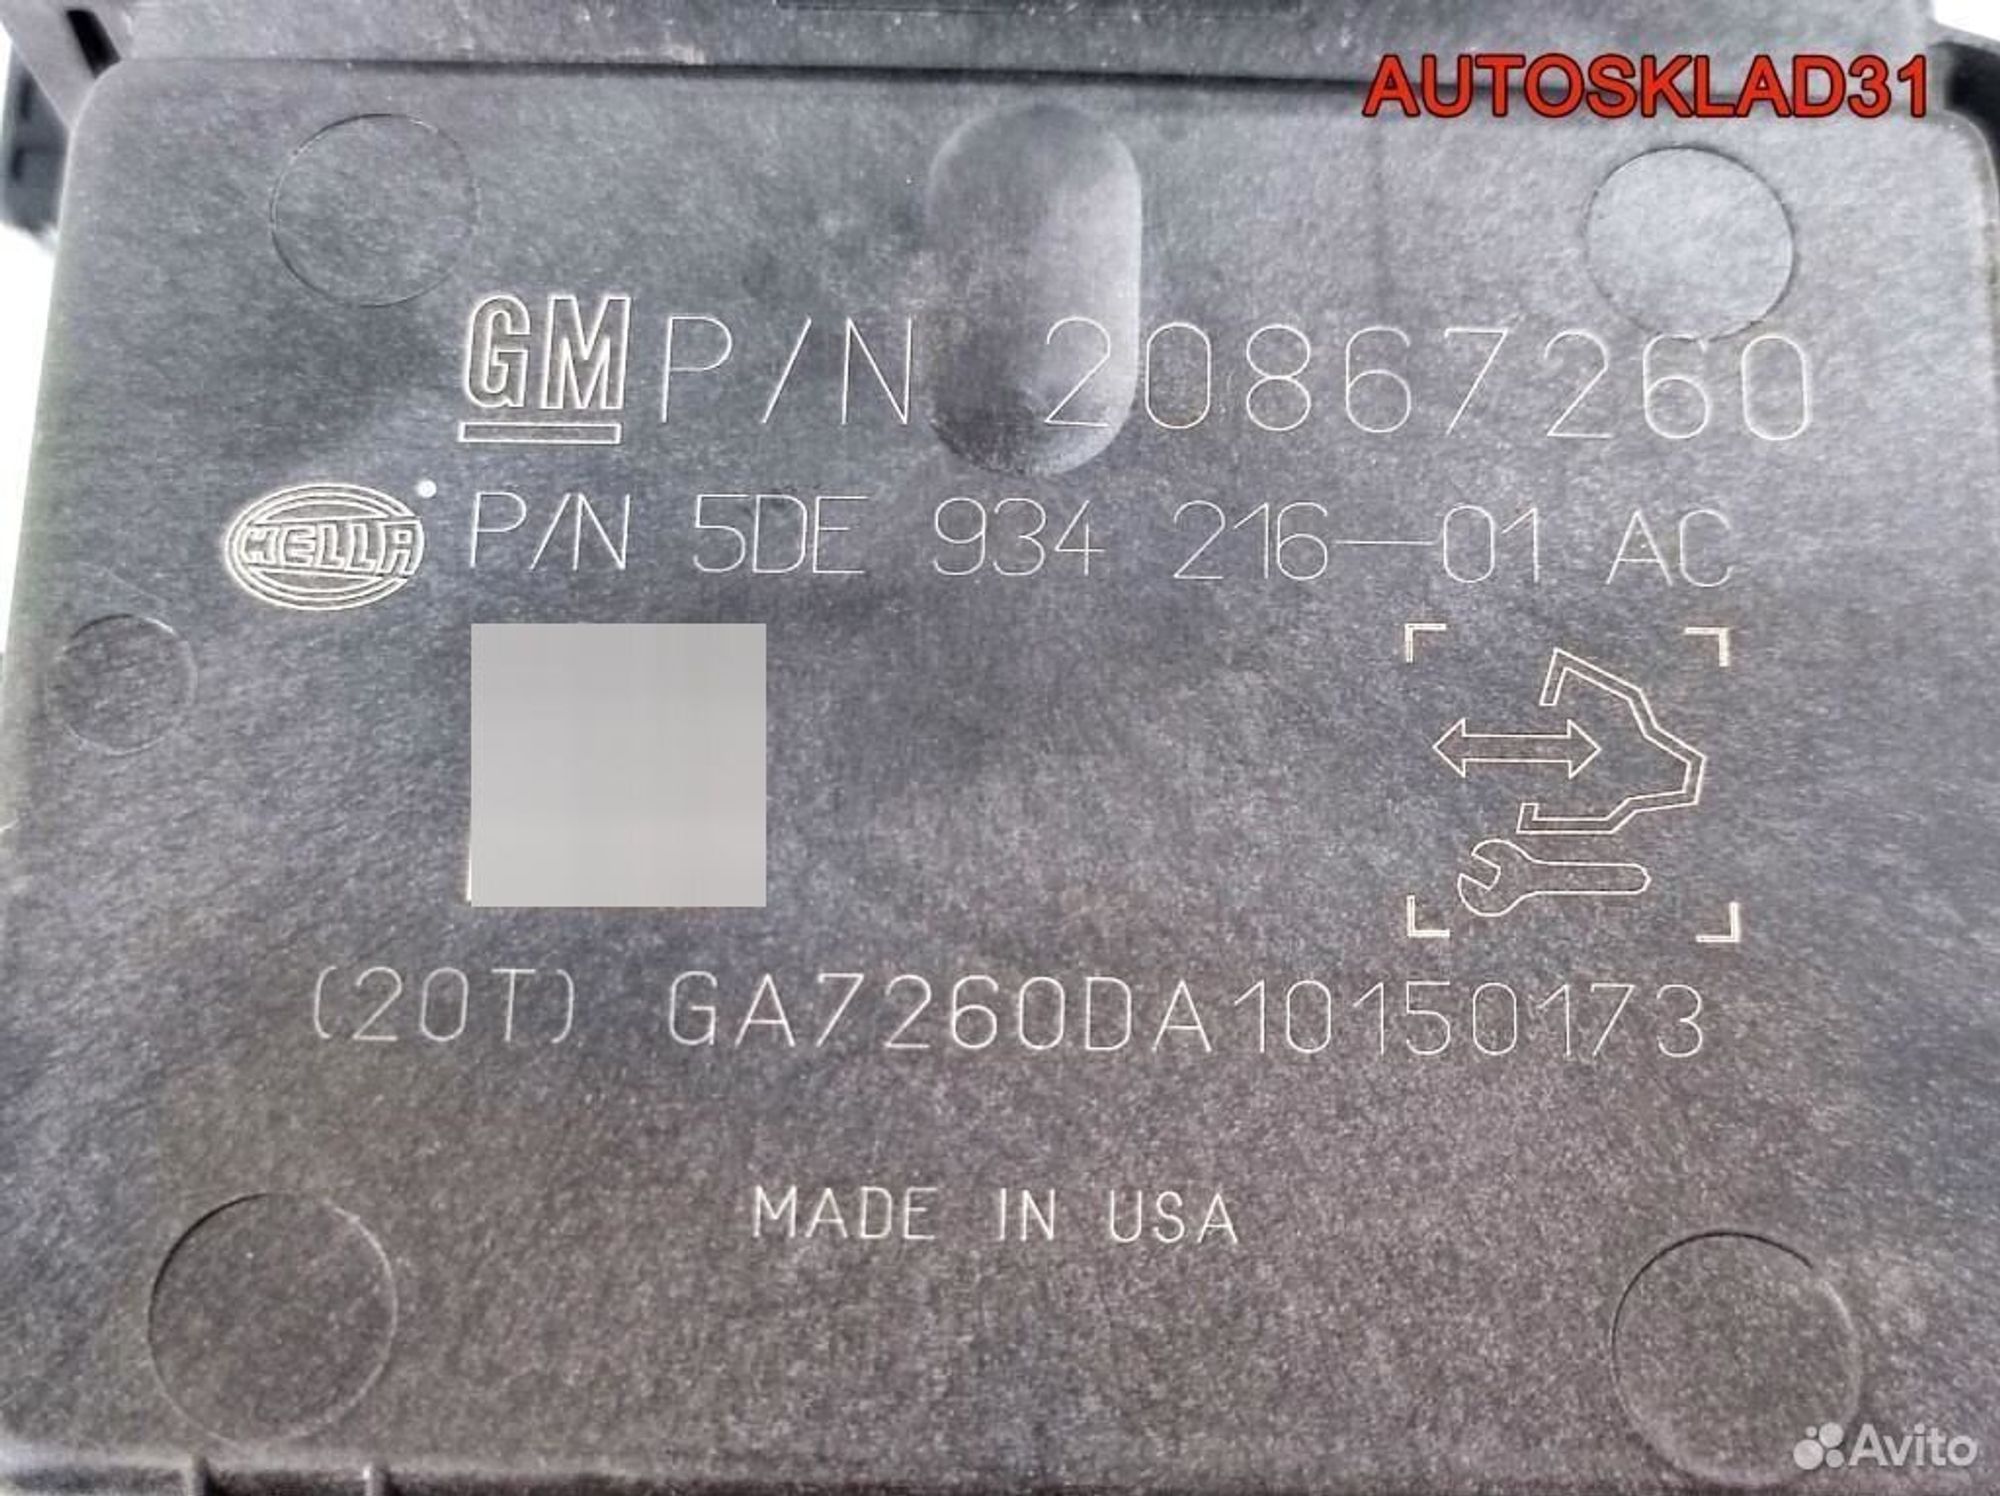 AUTOSKLAD31
GM P/N 20867260
HELLA P/N 5DE 934 216-01 AC
(20T) GA7260DA10150173
MADE IN USA
Avito